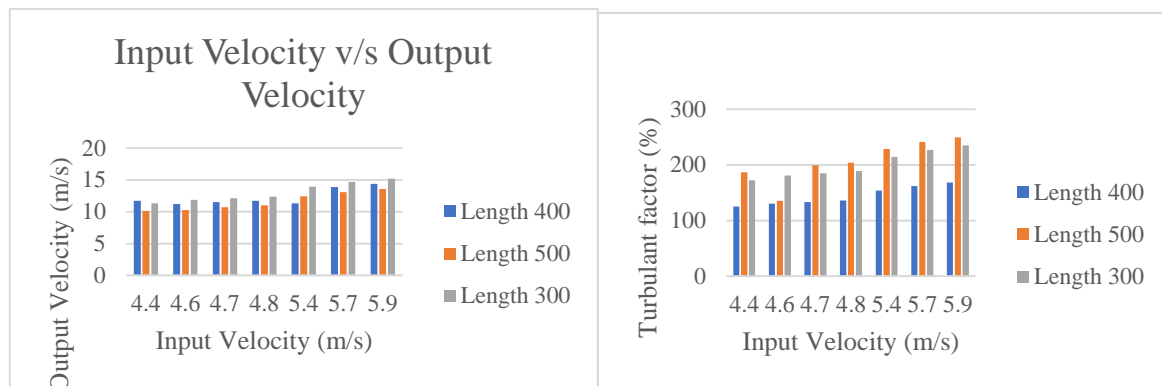 Input Velocity v/s Output
Velocity
Output Velocity (m/s)
20
15
10
5
0
4.4 4.6 4.7 4.8 5.4 5.7 5.9
Input Velocity (m/s)
Length 400
Length 500
Length 300
Turbulant factor (%)
300
200
100
0
4.4 4.6 4.7 4.8 5.4 5.7 5.9
Input Velocity (m/s)
Length 400
Length 500
Length 300